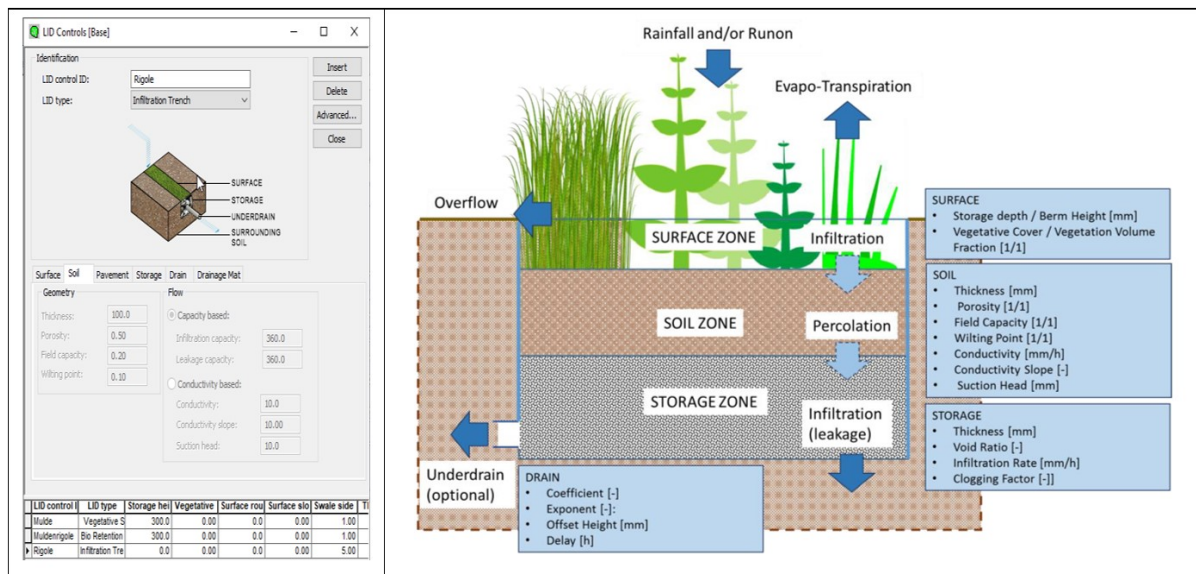 LID Controls [Base]
Identification
LID control ID: Rigole
LID type: Infiltration Trench
Insert
Delete
Advanced...
Close
SURFACE
STORAGE
UNDERDRAIN
SURROUNDING
SOIL
Surface Soil Pavement Storage Drain Drainage Mat
Geometry
Thickness: 100.0
Porosity: 0.50
Field capacity: 0.20
Wilting point: 0.10
Flow
Capacity based:
Infiltration capacity: 360.0
Leakage capacity: 360.0
Conductivity based:
Conductivity: 10.0
Conductivity slope: 10.00
Suction head: 10.0
LID control I LID type Storage hei Vegetative Surface rou Surface slo Swale side
Mulde Vegetative S 300.0 0.00 0.0 0.00 1.00
Muldenrigole Bio Retention 300.0 0.00 0.0 0.00 1.00
Rigole Infiltration Tre 0.0 0.00 0.0 0.00 5.00
Rainfall and/or Runon
Evapo-Transpiration
Overflow
SURFACE ZONE
Infiltration
SOIL ZONE
Percolation
STORAGE ZONE
Infiltration
(leakage)
Underdrain
(optional)
SURFACE
• Storage depth / Berm Height [mm]
• Vegetative Cover / Vegetation Volume
Fraction [1/1]
SOIL
• Thickness [mm]
• Porosity [1/1]
• Field Capacity [1/1]
• Wilting Point [1/1]
• Conductivity [mm/h]
• Conductivity Slope [-]
• Suction Head [mm]
STORAGE
• Thickness [mm]
• Void Ratio [-]
• Infiltration Rate [mm/h]
• Clogging Factor [-]]
DRAIN
• Coefficient [-]
• Exponent [-]:
• Offset Height [mm]
• Delay [h]